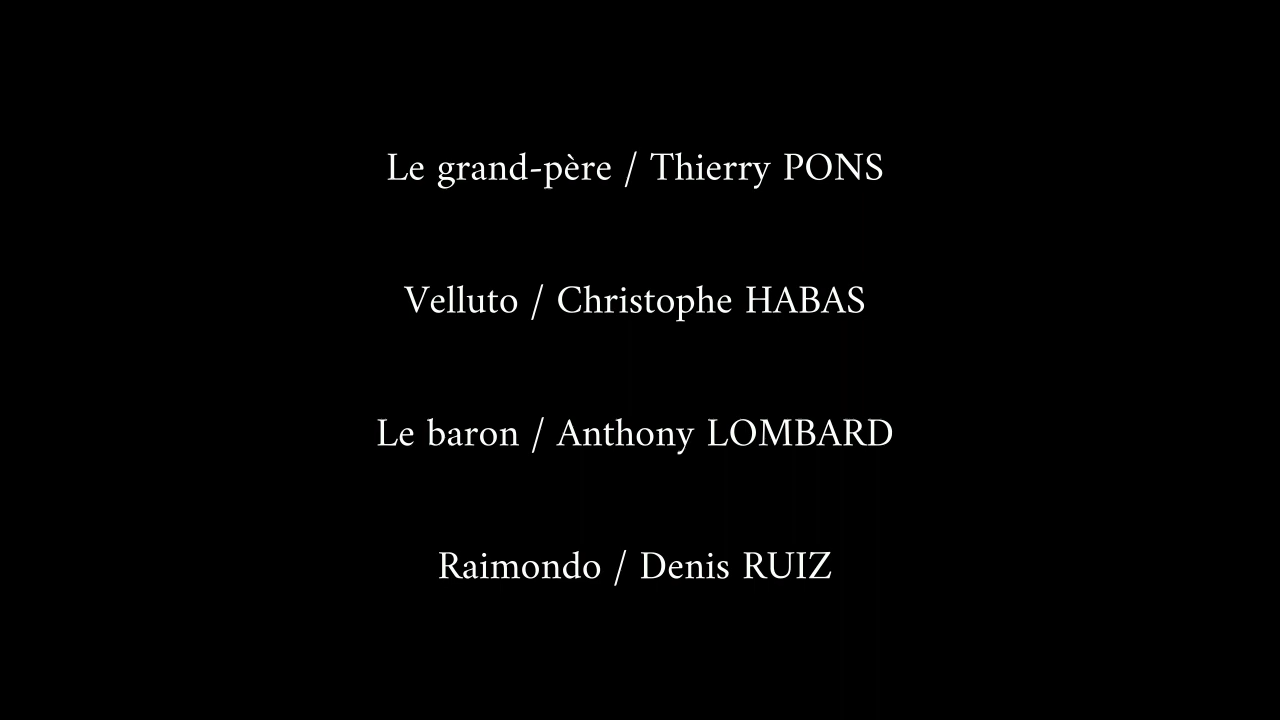 Le grand-père / Thierry PONS
Velluto / Christophe HABAS
Le baron / Anthony LOMBARD
Raimondo / Denis RUIZ